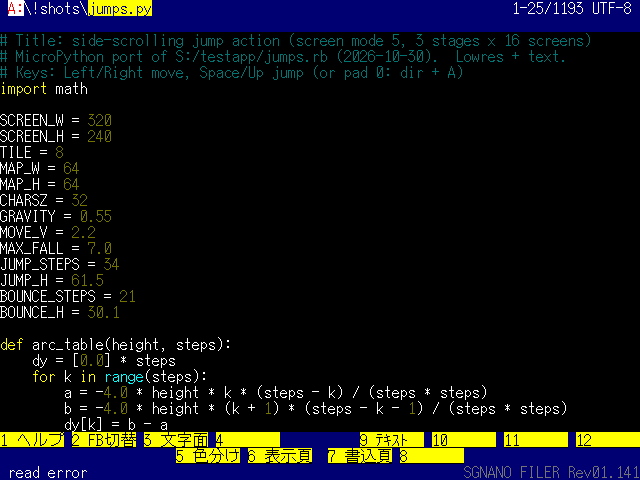 A:\!shots\jumps.py 1-25/1193 UTF-8
# Title: side-scrolling jump action (screen mode 5, 3 stages x 16 screens)
# MicroPython port of S:/testapp/jumps.rb (2026-10-30).  Lowres + text.
# Keys: Left/Right move, Space/Up jump (or pad 0: dir + A)
import math

SCREEN_W = 320
SCREEN_H = 240
TILE = 8
MAP_W = 64
MAP_H = 64
CHARSZ = 32
GRAVITY = 0.55
MOVE_V = 2.2
MAX_FALL = 7.0
JUMP_STEPS = 34
JUMP_H = 61.5
BOUNCE_STEPS = 21
BOUNCE_H = 30.1

def arc_table(height, steps):
    dy = [0.0] * steps
    for k in range(steps):
        a = -4.0 * height * k * (steps - k) / (steps * steps)
        b = -4.0 * height * (k + 1) * (steps - k - 1) / (steps * steps)
        dy[k] = b - a
1 ヘルプ 2 FB切替 3 文字面 4 9 テキスト 10 11 12
5 色分け 6 表示頁 7 書込頁 8
read error SGNANO FILER Rev01.141